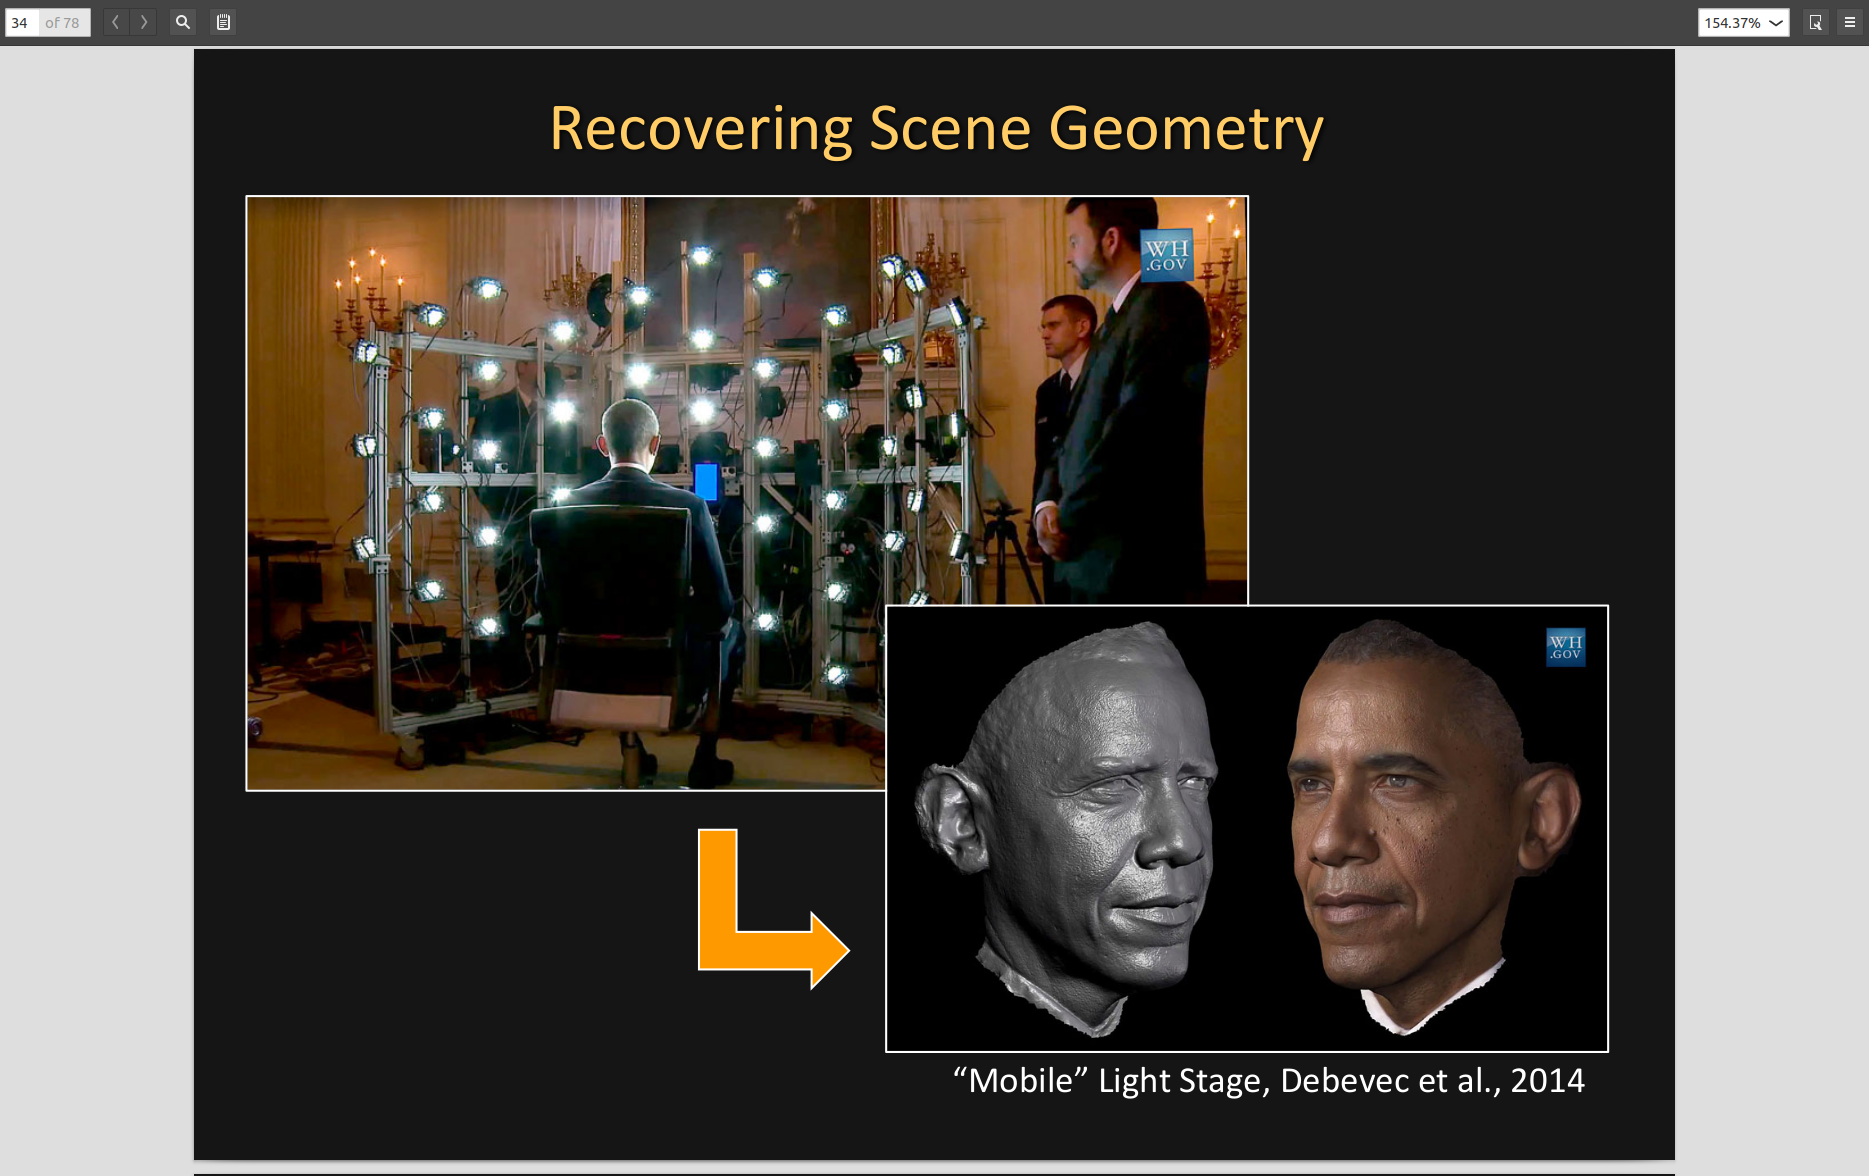 34
of 78
154.37%
Recovering Scene Geometry
WH
.GOV
WH
.GOV
“Mobile” Light Stage, Debevec et al., 2014